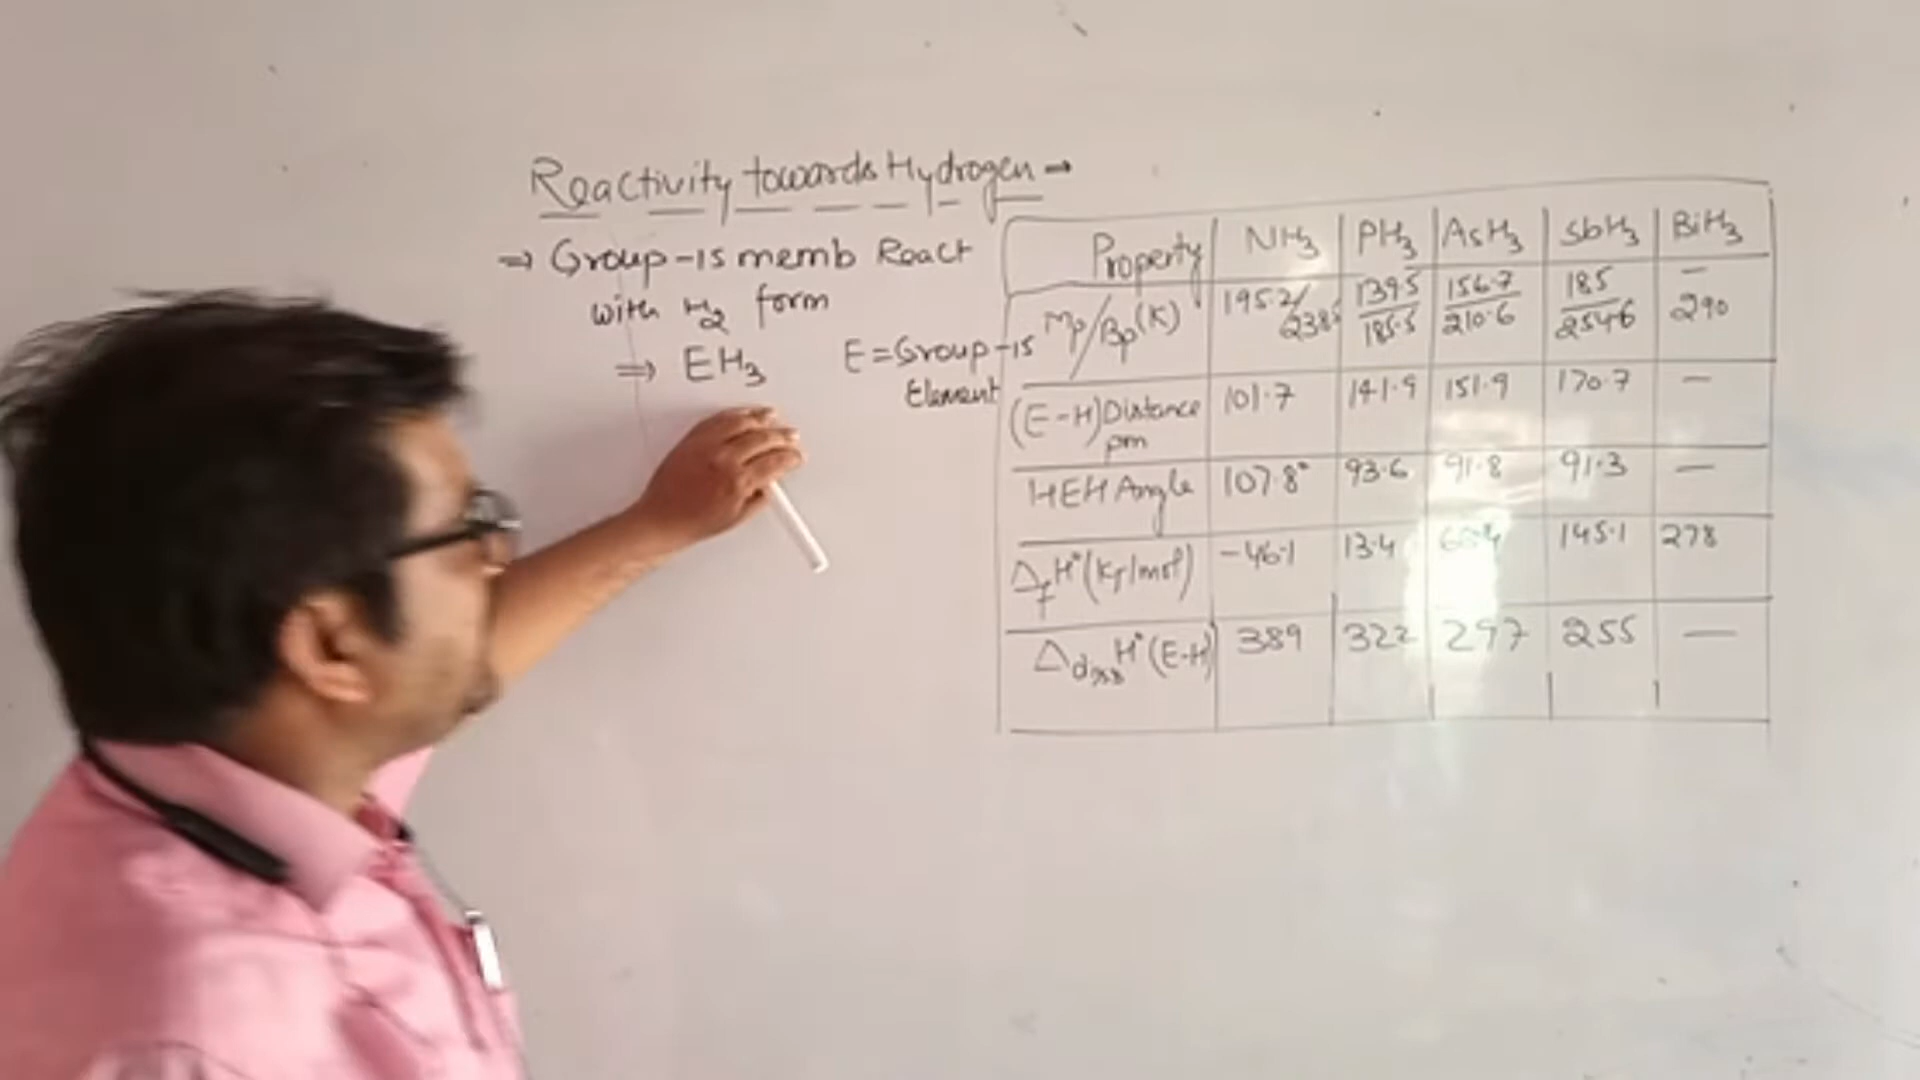 Reactivity towards Hydrogen →
⇒ Group-15 memb React
with H₂ form
⇒ EH₃
E = Group-15
Element
Property NH₃ PH₃ AsH₃ SbH₃ BiH₃
Mp/Bp (K) 195.2/238.5 139.5/185.5 156.7/210.6 185/254.6 —/290
(E-H) Distance pm 101.7 141.9 151.9 170.7 —
HEH Angle 107.8° 93.6 91.8 91.3 —
Δf H° (KJ/mol) -46.1 13.4 145.1 278
Δdiss H° (E-H) 389 322 297 255 —